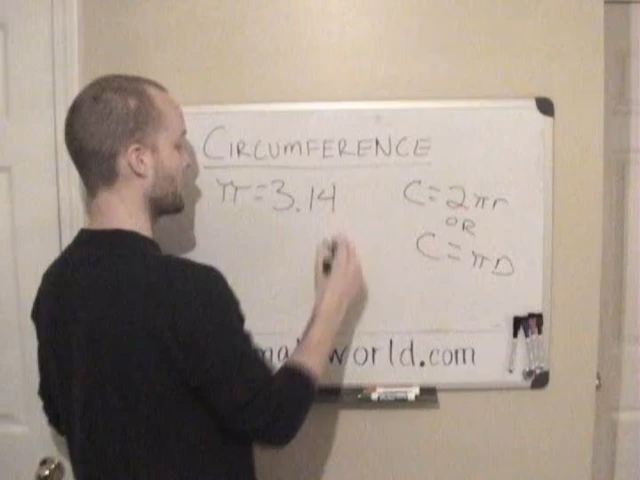 CIRCUMFERENCE
π=3.14
C=2πr
OR
C=πD
world.com